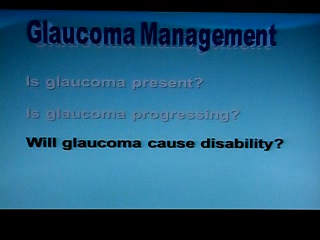 Glaucoma Management
Is glaucoma present?
Is glaucoma progressing?
Will glaucoma cause disability?